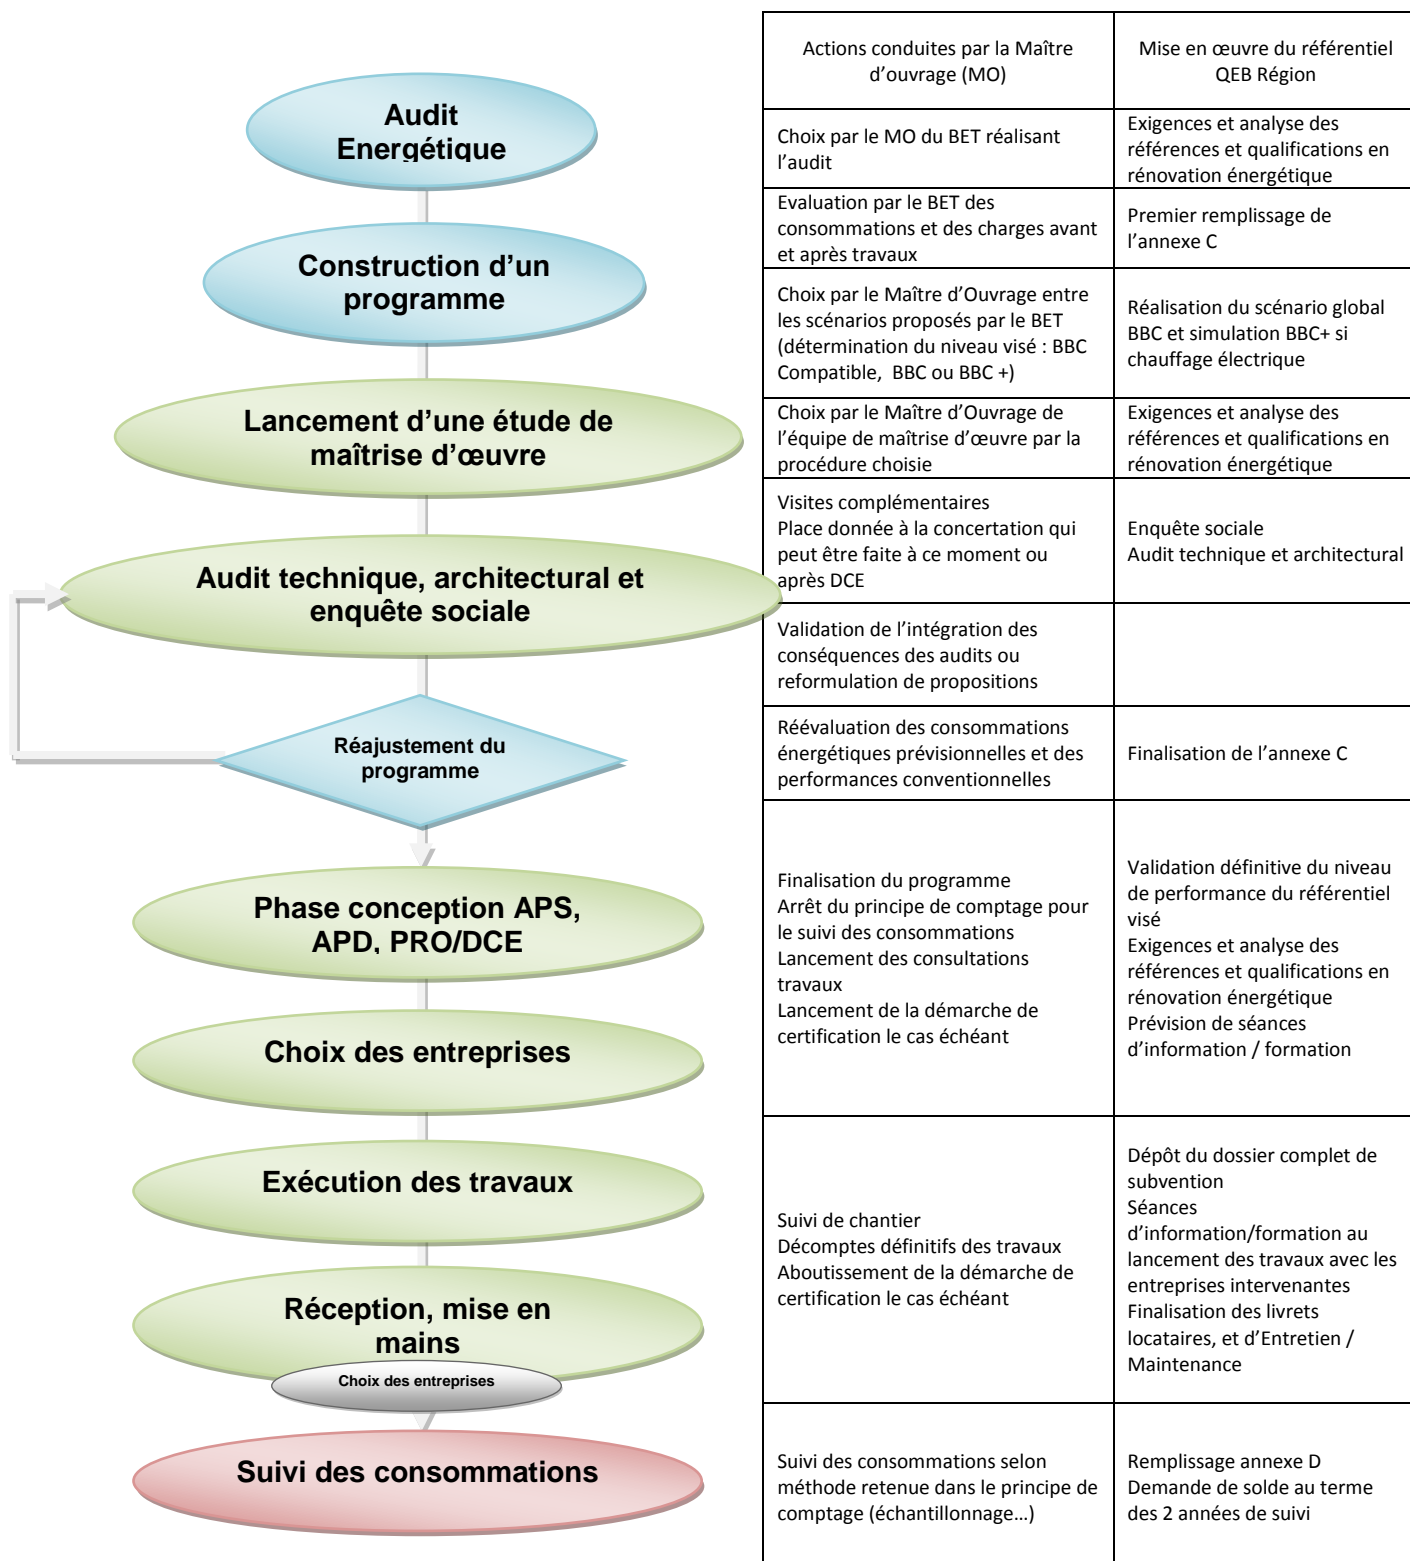 Audit
Energétique
Construction d'un
programme
Lancement d'une étude de
maîtrise d'œuvre
Audit technique, architectural et
enquête sociale
Réajustement du
programme
Phase conception APS,
APD, PRO/DCE
Choix des entreprises
Exécution des travaux
Réception, mise en
mains
Choix des entreprises
Suivi des consommations
Actions conduites par la Maître
d'ouvrage (MO)
Mise en œuvre du référentiel
QEB Région
Choix par le MO du BET réalisant
l'audit
Exigences et analyse des
références et qualifications en
rénovation énergétique
Evaluation par le BET des
consommations et des charges avant
et après travaux
Premier remplissage de
l'annexe C
Choix par le Maître d'Ouvrage entre
les scénarios proposés par le BET
(détermination du niveau visé : BBC
Compatible, BBC ou BBC +)
Réalisation du scénario global
BBC et simulation BBC+ si
chauffage électrique
Choix par le Maître d'Ouvrage de
l'équipe de maîtrise d'œuvre par la
procédure choisie
Exigences et analyse des
références et qualifications en
rénovation énergétique
Visites complémentaires
Place donnée à la concertation qui
peut être faite à ce moment ou
après DCE
Enquête sociale
Audit technique et architectural
Validation de l'intégration des
conséquences des audits ou
reformulation de propositions
Réévaluation des consommations
énergétiques prévisionnelles et des
performances conventionnelles
Finalisation de l'annexe C
Finalisation du programme
Arrêt du principe de comptage pour
le suivi des consommations
Lancement des consultations
travaux
Lancement de la démarche de
certification le cas échéant
Validation définitive du niveau
de performance du référentiel
visé
Exigences et analyse des
références et qualifications en
rénovation énergétique
Prévision de séances
d'information / formation
Suivi de chantier
Décomptes définitifs des travaux
Aboutissement de la démarche de
certification le cas échéant
Dépôt du dossier complet de
subvention
Séances
d'information/formation au
lancement des travaux avec les
entreprises intervenantes
Finalisation des livrets
locataires, et d'Entretien /
Maintenance
Suivi des consommations selon
méthode retenue dans le principe de
comptage (échantillonnage…)
Remplissage annexe D
Demande de solde au terme
des 2 années de suivi